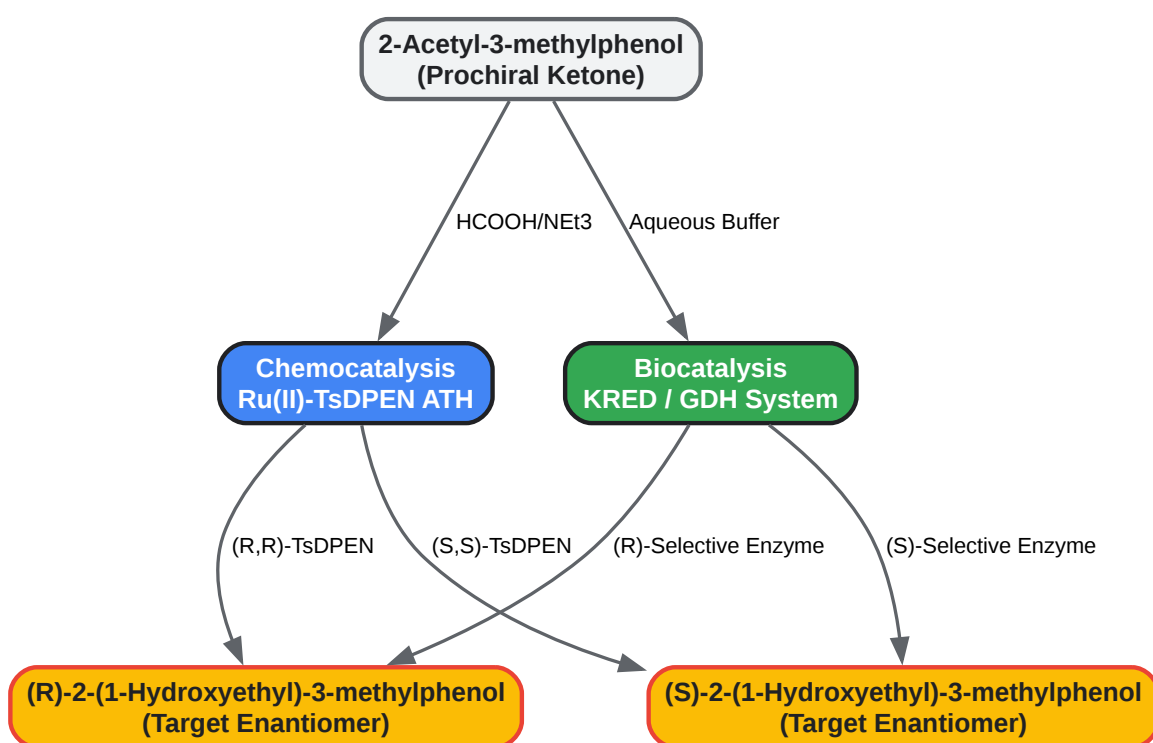 2-Acetyl-3-methylphenol
(Prochiral Ketone)
HCOOH/NEt3
Aqueous Buffer
Chemocatalysis
Ru(II)-TsDPEN ATH
Biocatalysis
KRED / GDH System
(R,R)-TsDPEN
(S,S)-TsDPEN
(R)-Selective Enzyme
(S)-Selective Enzyme
(R)-2-(1-Hydroxyethyl)-3-methylphenol
(Target Enantiomer)
(S)-2-(1-Hydroxyethyl)-3-methylphenol
(Target Enantiomer)